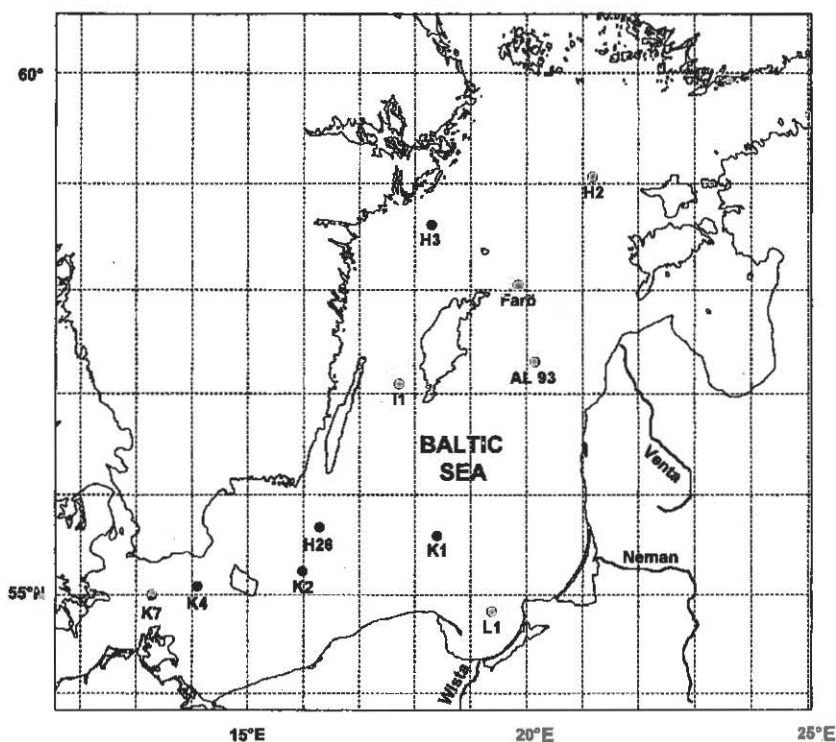 60°
H2
H3
Farö
AL 93
I1
BALTIC
SEA
Venta
H26
K1
Neman
K2
55°N
K4
K7
L1
Wista
15°E
20°E
25°E